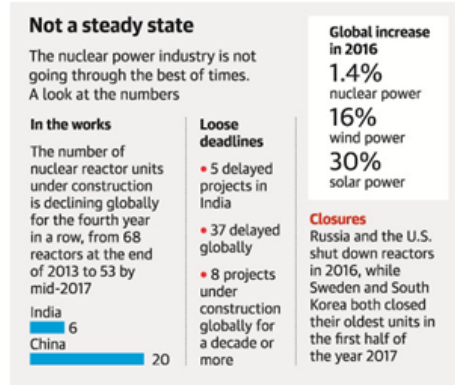 Not a steady state
The nuclear power industry is not
going through the best of times.
A look at the numbers
In the works
The number of
nuclear reactor units
under construction
is declining globally
for the fourth year
in a row, from 68
reactors at the end
of 2013 to 53 by
mid-2017
India
6
China
20
Loose
deadlines
• 5 delayed
projects in
India
• 37 delayed
globally
• 8 projects
under
construction
globally for
a decade or
more
Global increase
in 2016
1.4%
nuclear power
16%
wind power
30%
solar power
Closures
Russia and the U.S.
shut down reactors
in 2016, while
Sweden and South
Korea both closed
their oldest units in
the first half of
the year 2017